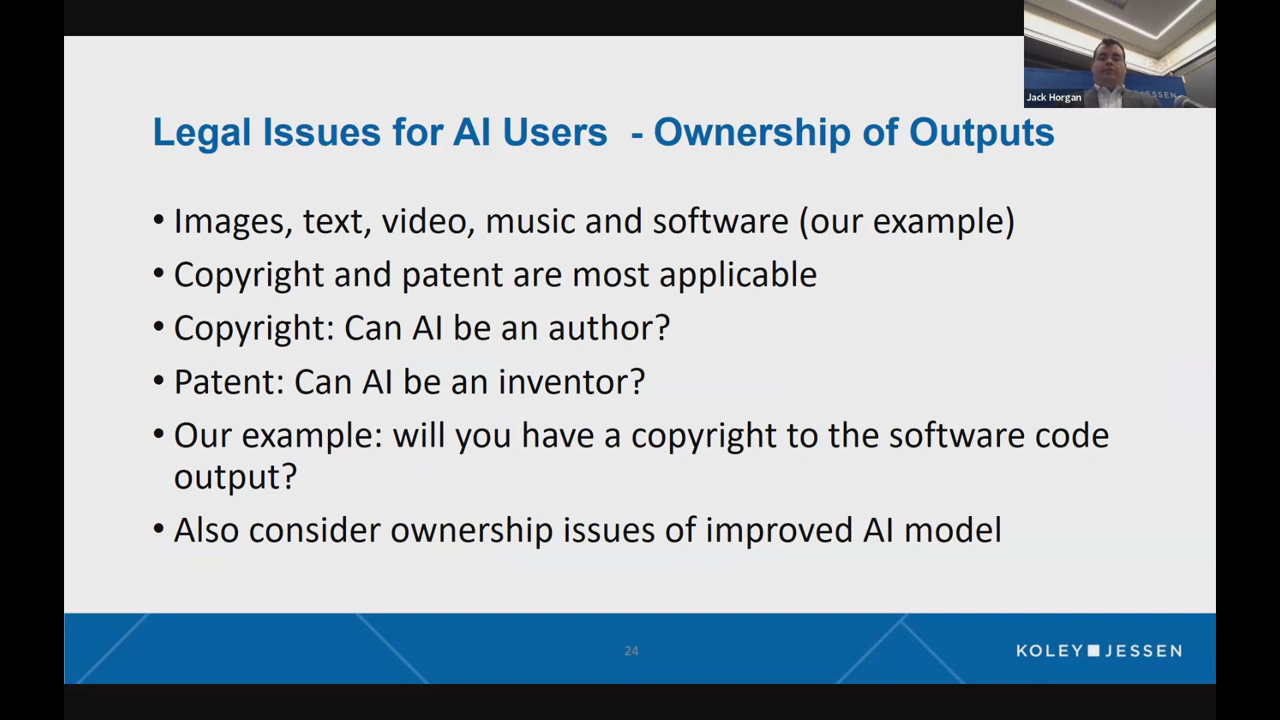 Jack Horgan
JESSEN
Legal Issues for AI Users - Ownership of Outputs
• Images, text, video, music and software (our example)
• Copyright and patent are most applicable
• Copyright: Can AI be an author?
• Patent: Can AI be an inventor?
• Our example: will you have a copyright to the software code
output?
• Also consider ownership issues of improved AI model
24
KOLEY JESSEN